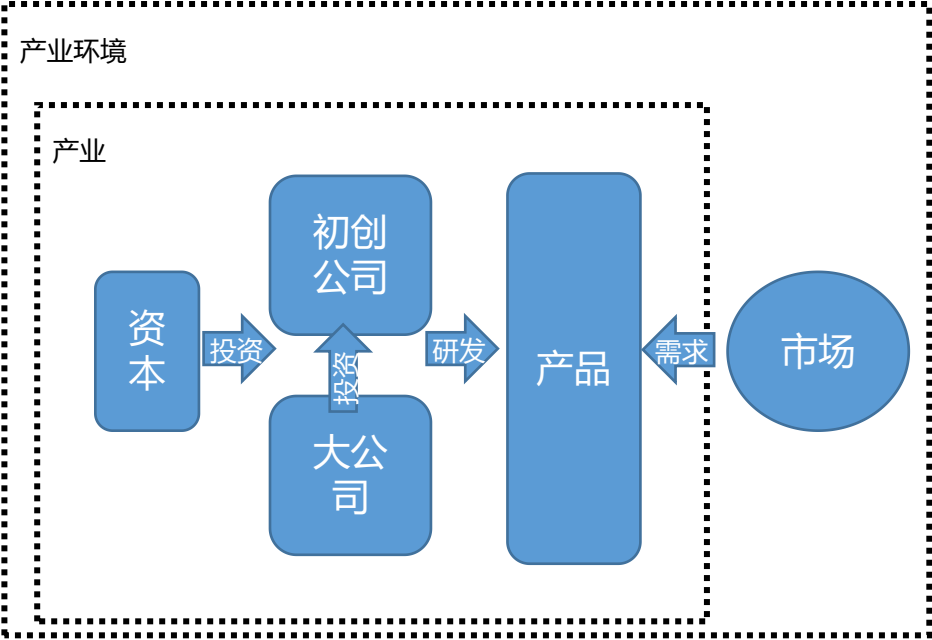 产业环境
产业
资
本
投资
初创
公司
投资
大公
司
研发
产品
需求
市场